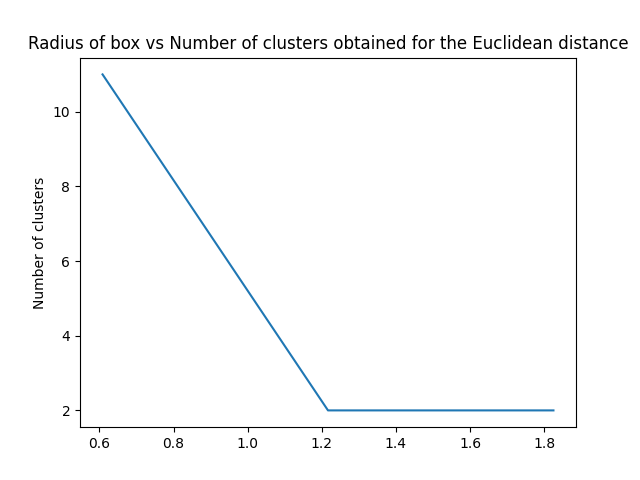 Radius of box vs Number of clusters obtained for the Euclidean distance
10
8
6
4
2
Number of clusters
0.6 0.8 1.0 1.2 1.4 1.6 1.8